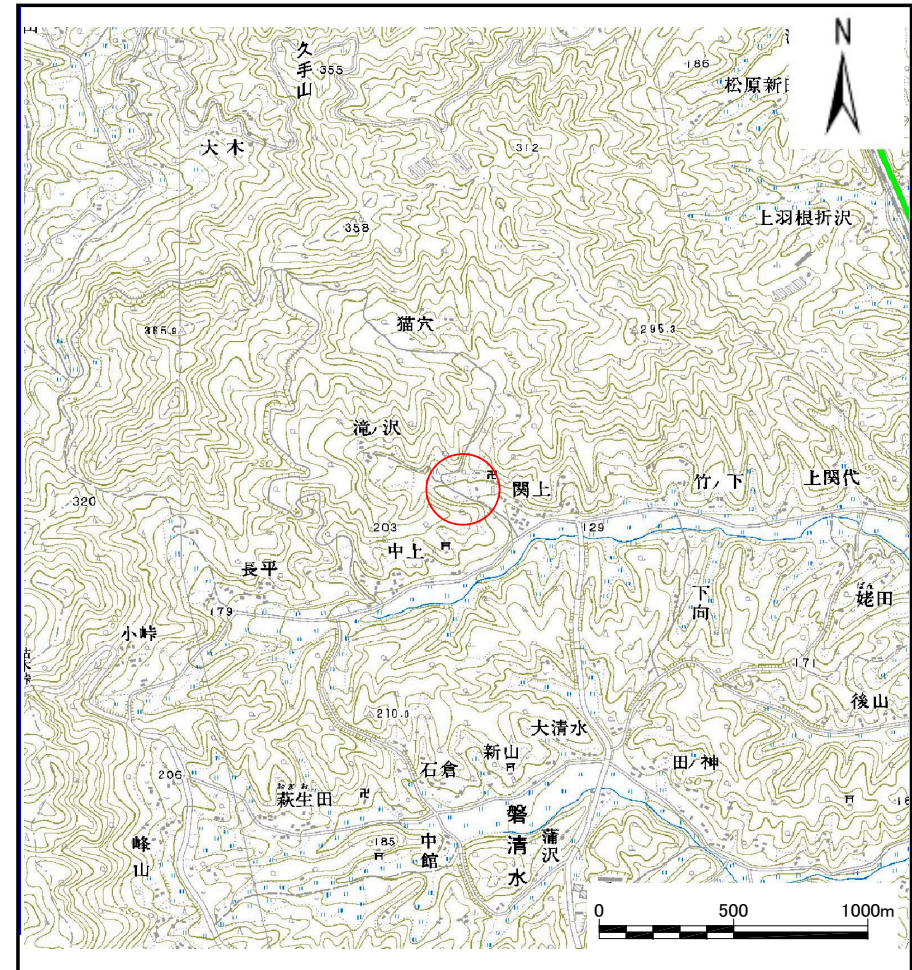 N
久手山
355
186
松原新
大木
312
上羽根折沢
358
猫穴
295.3
滝ノ沢
関上
竹ノ下
上関代
320
203
129
中上
長平
下向
姥田
179
小峠
171
後山
210.
大清水
新山
田ノ神
石倉
206
萩生田
磐清水
蒲沢
中館
185
峰山
0 500 1000m